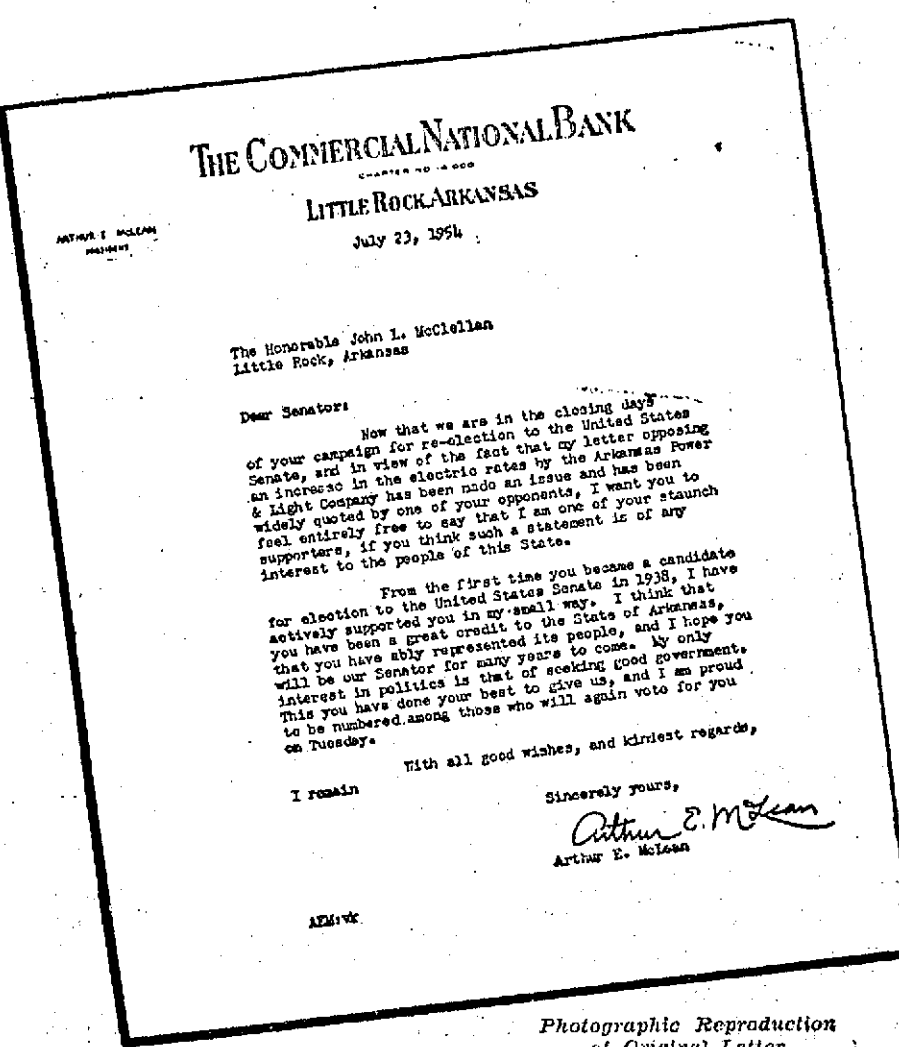 THE COMMERCIAL NATIONAL BANK
CHARTER NO
LITTLE ROCK, ARKANSAS
ARTHUR E. McLEAN
PRESIDENT
July 23, 1954
The Honorable John L. McClellan
Little Rock, Arkansas
Dear Senator:
Now that we are in the closing days
of your campaign for re-election to the United States
Senate, and in view of the fact that my letter opposing
an increase in the electric rates by the Arkansas Power
& Light Company has been made an issue and has been
widely quoted by one of your opponents, I want you to
feel entirely free to say that I am one of your staunch
supporters, if you think such a statement is of any
interest to the people of this State.
From the first time you became a candidate
for election to the United States Senate in 1938, I have
actively supported you in my small way. I think that
you have been a great credit to the State of Arkansas,
that you have ably represented its people, and I hope you
will be our Senator for many years to come. My only
interest in politics is that of seeking good government.
This you have done your best to give us, and I am proud
to be numbered among those who will again vote for you
on Tuesday.
With all good wishes, and kindest regards,
I remain
Sincerely yours,
Arthur E. McLean
Arthur E. McLean
AEM:vk
Photographic Reproduction
of Original Letter